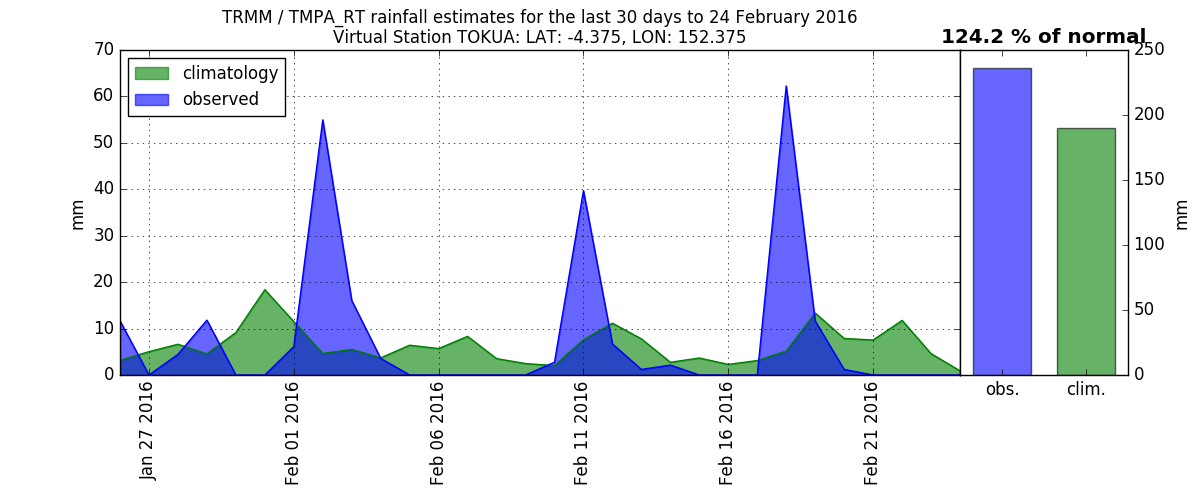 TRMM / TMPA_RT rainfall estimates for the last 30 days to 24 February 2016
Virtual Station TOKUA: LAT: -4.375, LON: 152.375
124.2 % of normal
climatology
observed
70
60
50
40
30
20
10
0
mm
Jan 27 2016
Feb 01 2016
Feb 06 2016
Feb 11 2016
Feb 16 2016
Feb 21 2016
obs.
clim.
250
200
150
100
50
0
mm